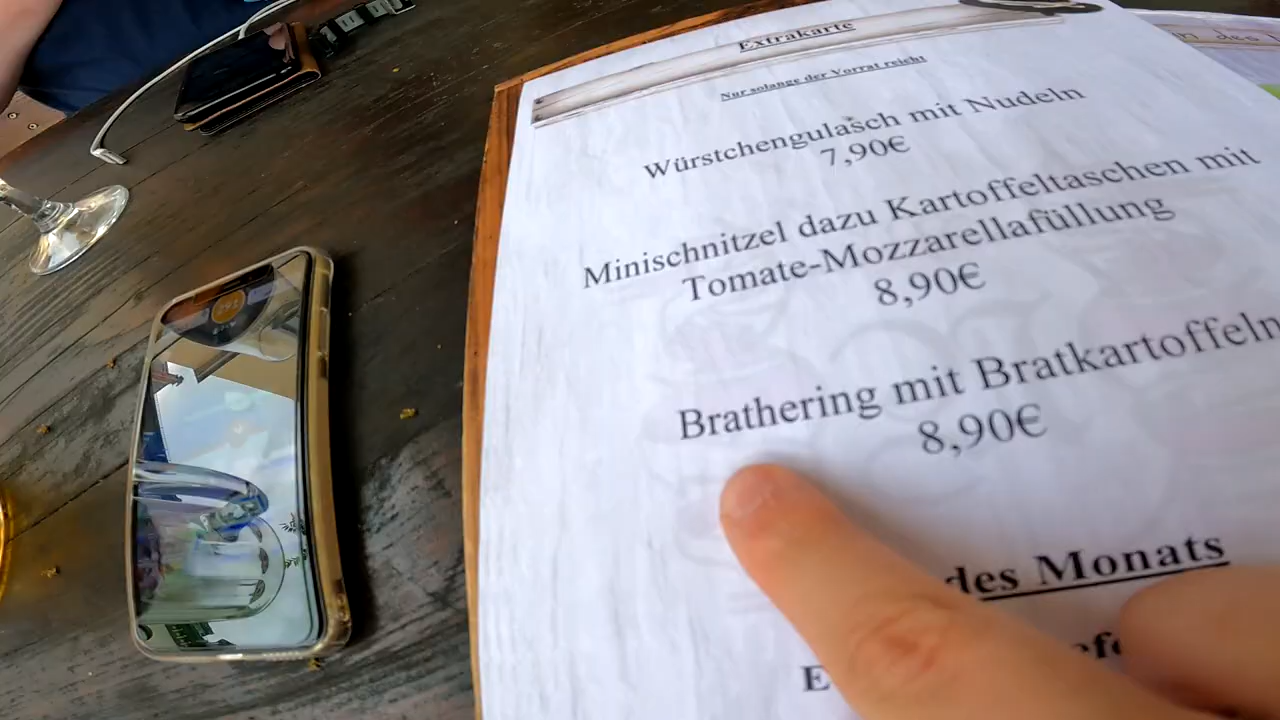 Extrakarte
Nur solange der Vorrat reicht
Würstchengulasch mit Nudeln
7,90€
Minischnitzel dazu Kartoffeltaschen mit
Tomate-Mozzarellafüllung
8,90€
Brathering mit Bratkartoffeln
8,90€
des Monats